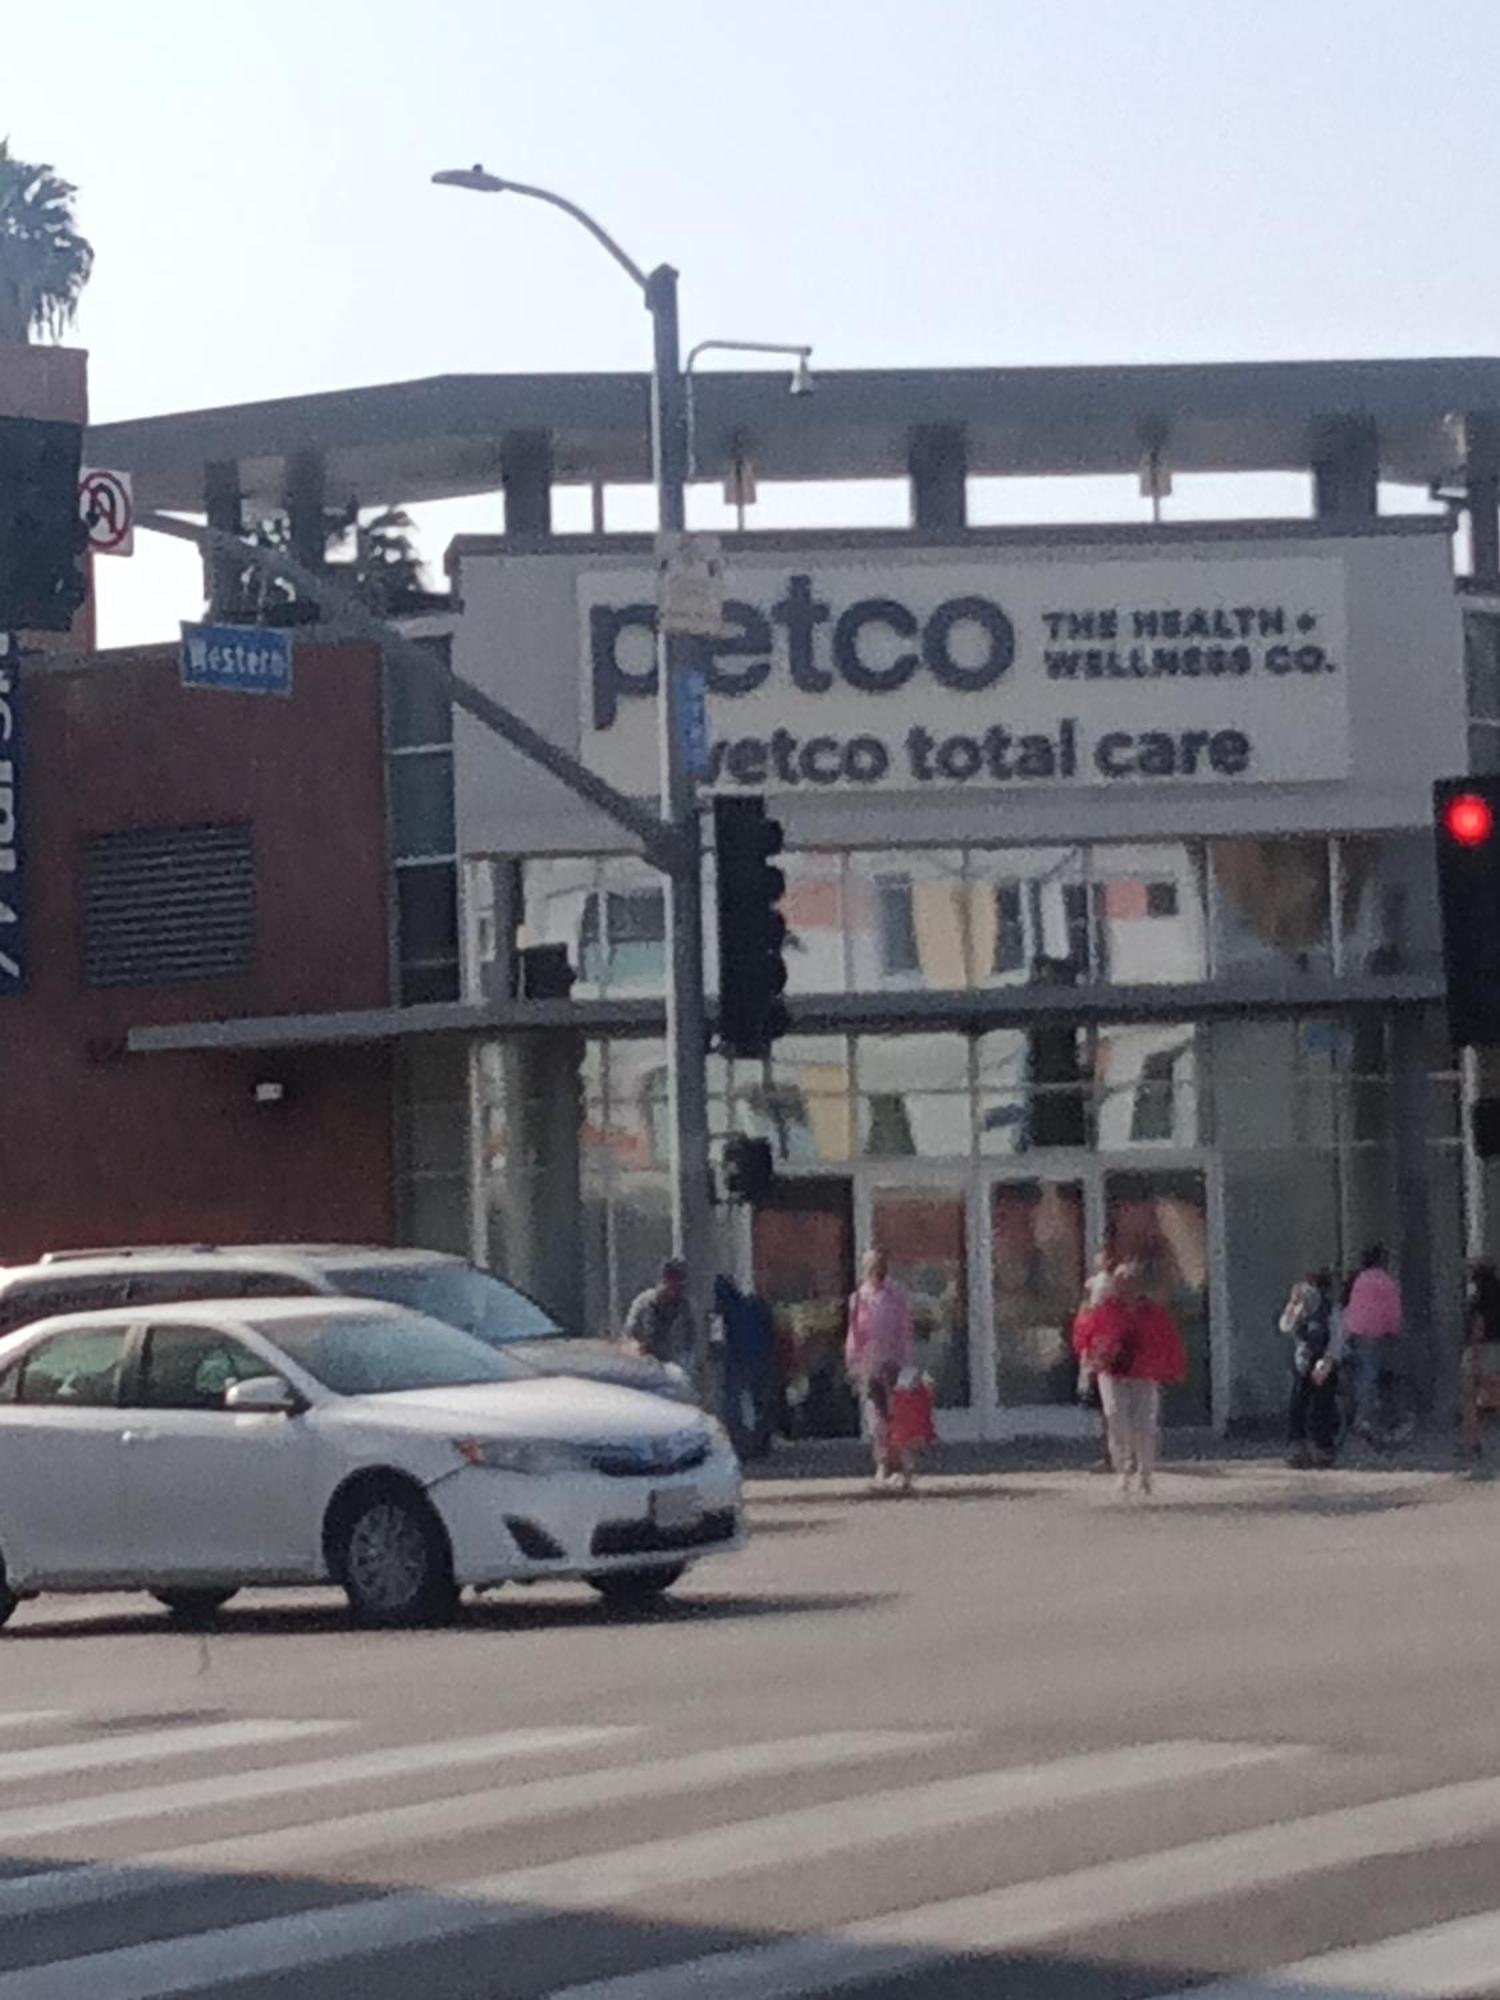 Western
petco
THE HEALTH +
WELLNESS CO.
vetco total care